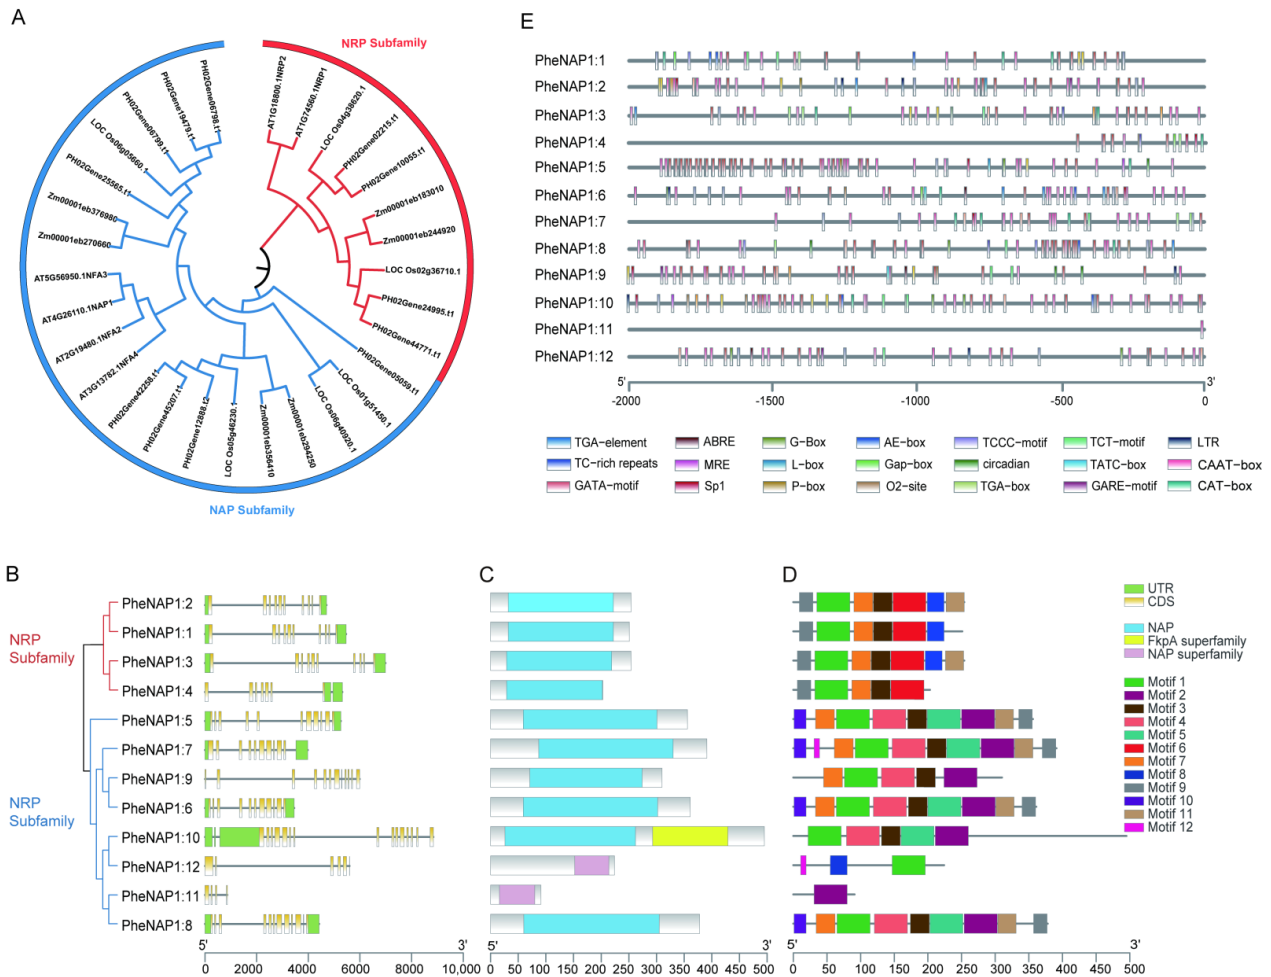 A
NRP Subfamily
AT1G18800.1NRP2
AT1G74560.1NRP1
LOC Os04g38620.1
PH02Gene02215.t1
PH02Gene10055.t1
Zm00001eb183010
Zm00001eb244920
LOC Os02g36710.1
PH02Gene24995.t1
PH02Gene44771.t1
PH02Gene05059.t1
LOC Os01g51450.1
LOC Os06g40920.1
Zm00001eb294250
Zm00001eb356410
LOC Os05g46230.1
PH02Gene12888.t2
PH02Gene45207.t1
PH02Gene42258.t1
AT3G13782.1NFA4
AT2G19480.1NFA2
AT4G26110.1NAP1
AT5G56950.1NFA3
Zm00001eb270660
Zm00001eb376980
PH02Gene25565.t1
LOC Os06g05660.1
PH02Gene06799.t1
PH02Gene19479.t1
PH02Gene06798.t1
NAP Subfamily
E
PheNAP1:1
PheNAP1:2
PheNAP1:3
PheNAP1:4
PheNAP1:5
PheNAP1:6
PheNAP1:7
PheNAP1:8
PheNAP1:9
PheNAP1:10
PheNAP1:11
PheNAP1:12
5' 3'
-2000 -1500 -1000 -500 0
TGA-element ABRE G-Box AE-box TCCC-motif TCT-motif LTR
TC-rich repeats MRE L-box Gap-box circadian TATC-box CAAT-box
GATA-motif Sp1 P-box O2-site TGA-box GARE-motif CAT-box
B
NRP
Subfamily
NRP
Subfamily
PheNAP1:2
PheNAP1:1
PheNAP1:3
PheNAP1:4
PheNAP1:5
PheNAP1:7
PheNAP1:9
PheNAP1:6
PheNAP1:10
PheNAP1:12
PheNAP1:11
PheNAP1:8
5' 3'
0 2000 4000 6000 8000 10,000
C
5' 3'
0 50 100 150 200 250 300 350 400 450 500
D
5' 3'
0 50 100 150 200 250 300 350 400 450 500
UTR
CDS
NAP
FkpA superfamily
NAP superfamily
Motif 1
Motif 2
Motif 3
Motif 4
Motif 5
Motif 6
Motif 7
Motif 8
Motif 9
Motif 10
Motif 11
Motif 12